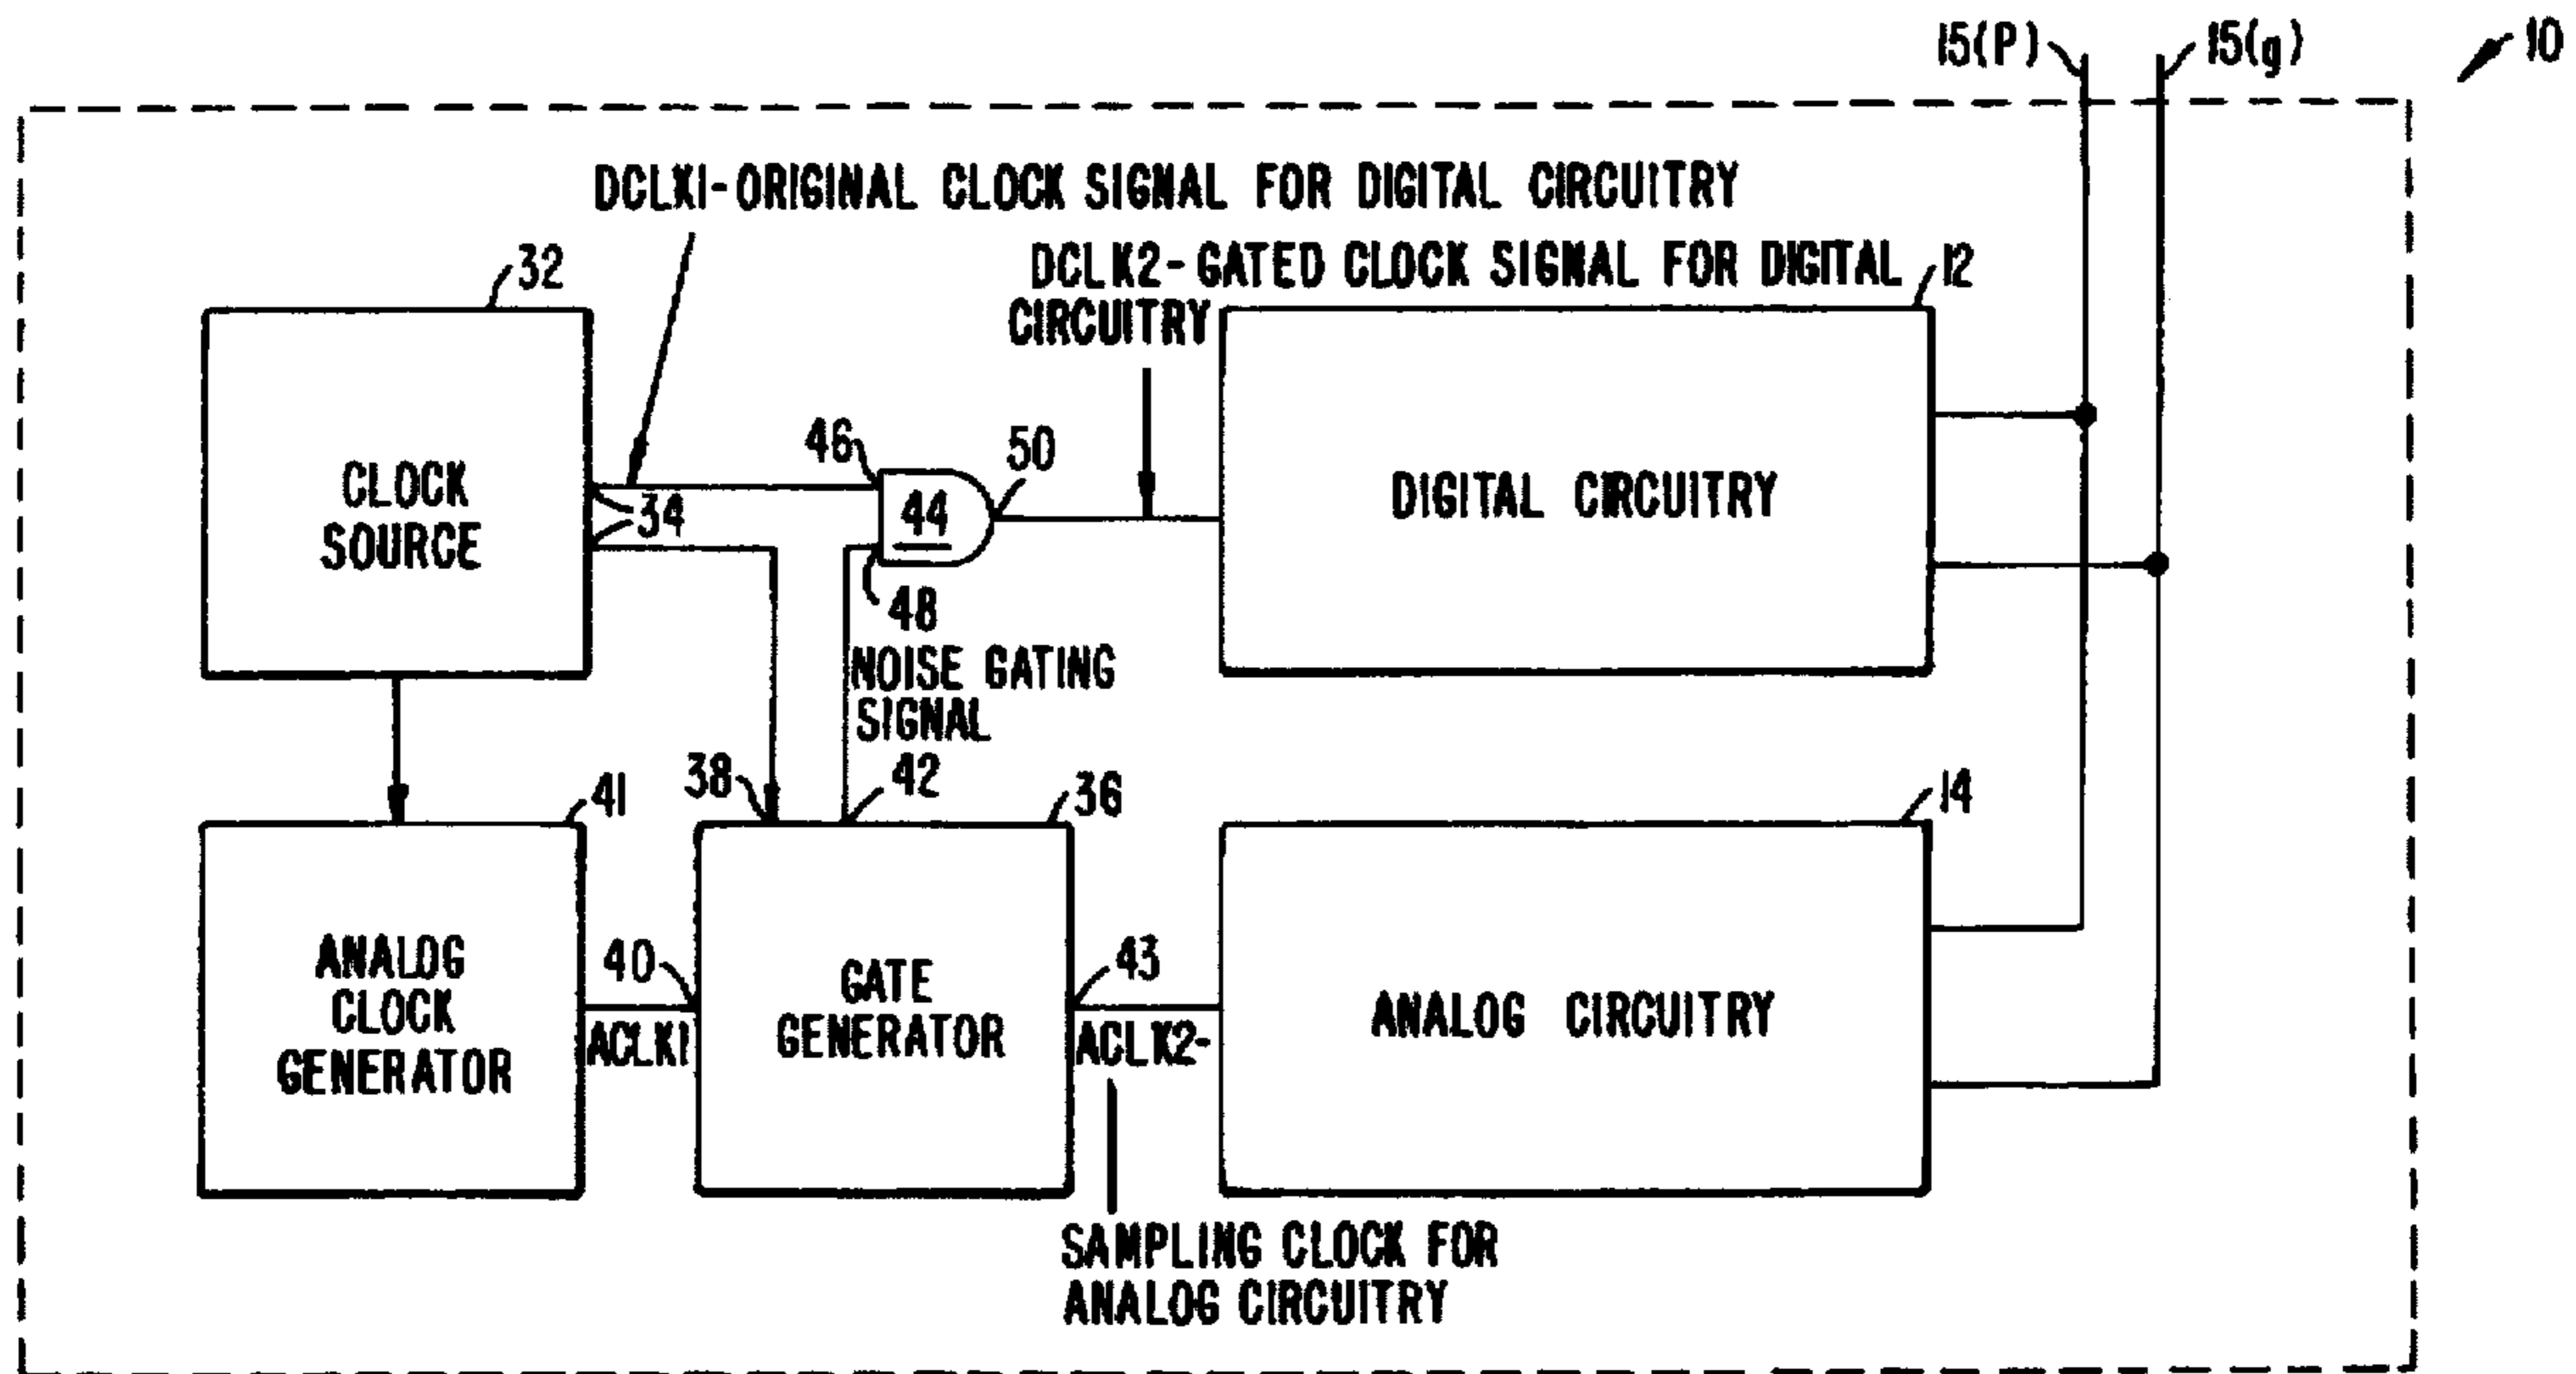 15(P)
15(g)
10
DCLK1-ORIGINAL CLOCK SIGNAL FOR DIGITAL CIRCUITRY
DCLK2-GATED CLOCK SIGNAL FOR DIGITAL
CIRCUITRY
32
12
CLOCK
SOURCE
34
46
44
50
48
DIGITAL CIRCUITRY
NOISE GATING
SIGNAL
41
38
42
36
14
ANALOG
CLOCK
GENERATOR
40
ACLK1
GATE
GENERATOR
43
ACLK2-
ANALOG CIRCUITRY
SAMPLING CLOCK FOR
ANALOG CIRCUITRY